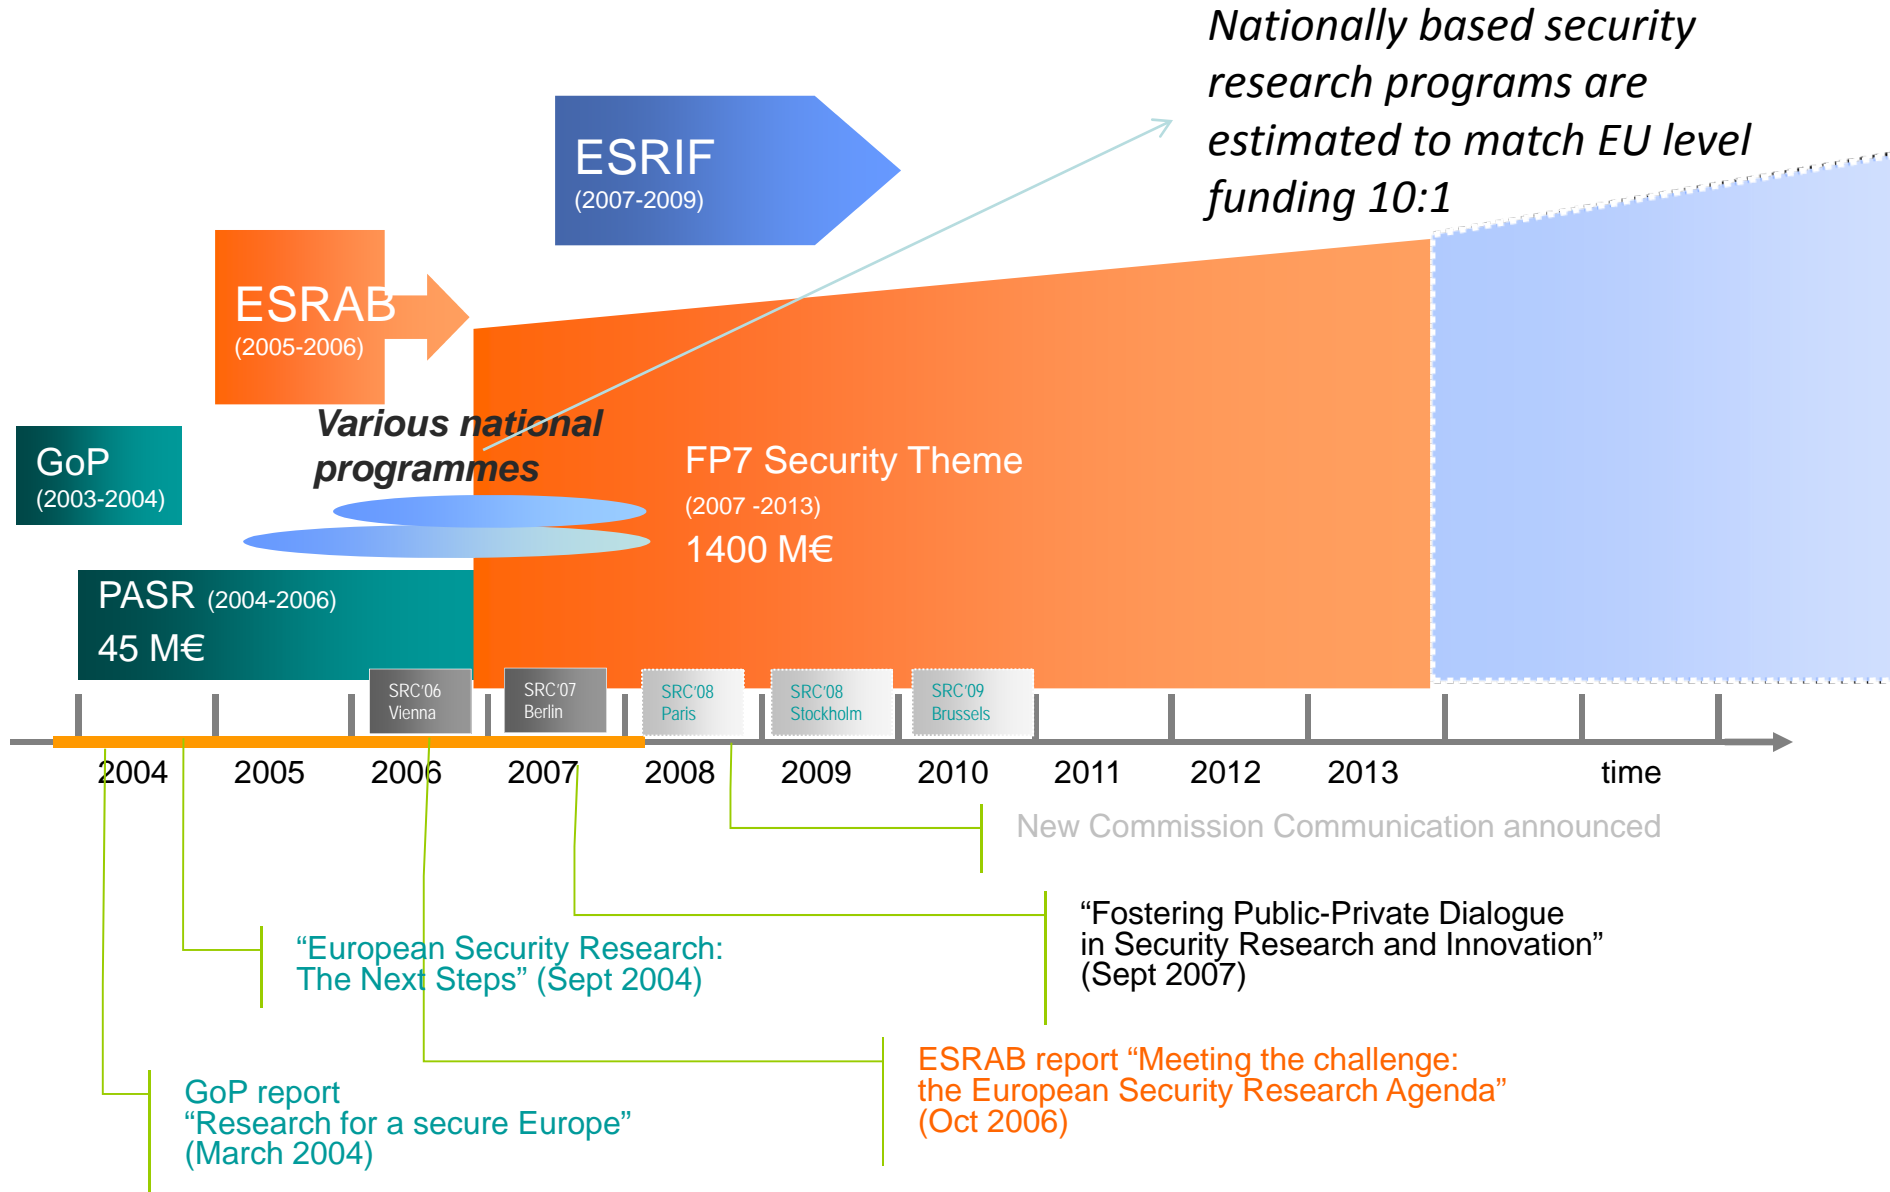 Nationally based security
research programs are
estimated to match EU level
funding 10:1
ESRIF
(2007-2009)
ESRAB
(2005-2006)
Various national
programmes
GoP
(2003-2004)
FP7 Security Theme
(2007 -2013)
1400 M€
PASR (2004-2006)
45 M€
SRC'06
Vienna
SRC'07
Berlin
SRC'08
Paris
SRC'08
Stockholm
SRC'09
Brussels
2004 2005 2006 2007 2008 2009 2010 2011 2012 2013 time
New Commission Communication announced
“Fostering Public-Private Dialogue
in Security Research and Innovation”
(Sept 2007)
“European Security Research:
The Next Steps” (Sept 2004)
ESRAB report “Meeting the challenge:
the European Security Research Agenda”
(Oct 2006)
GoP report
“Research for a secure Europe”
(March 2004)